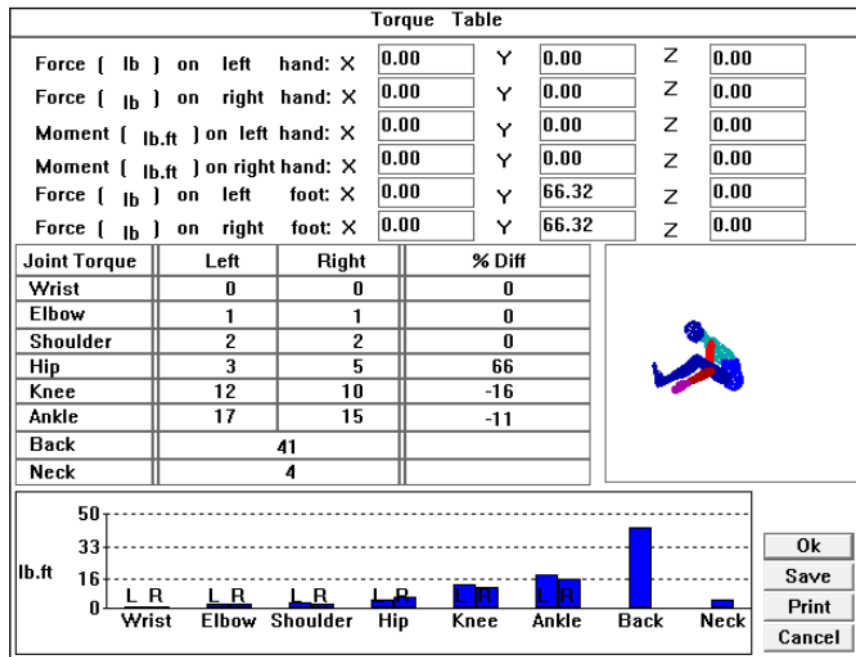 Torque Table
Force ( lb ) on left hand: X 0.00 Y 0.00 Z 0.00
Force ( lb ) on right hand: X 0.00 Y 0.00 Z 0.00
Moment ( lb.ft ) on left hand: X 0.00 Y 0.00 Z 0.00
Moment ( lb.ft ) on right hand: X 0.00 Y 0.00 Z 0.00
Force ( lb ) on left foot: X 0.00 Y 66.32 Z 0.00
Force ( lb ) on right foot: X 0.00 Y 66.32 Z 0.00
Joint Torque Left Right % Diff
Wrist 0 0 0
Elbow 1 1 0
Shoulder 2 2 0
Hip 3 5 66
Knee 12 10 -16
Ankle 17 15 -11
Back 41
Neck 4
50
33
lb.ft
16
0
L R L R L R L R L R L R
Wrist Elbow Shoulder Hip Knee Ankle Back Neck
Ok
Save
Print
Cancel